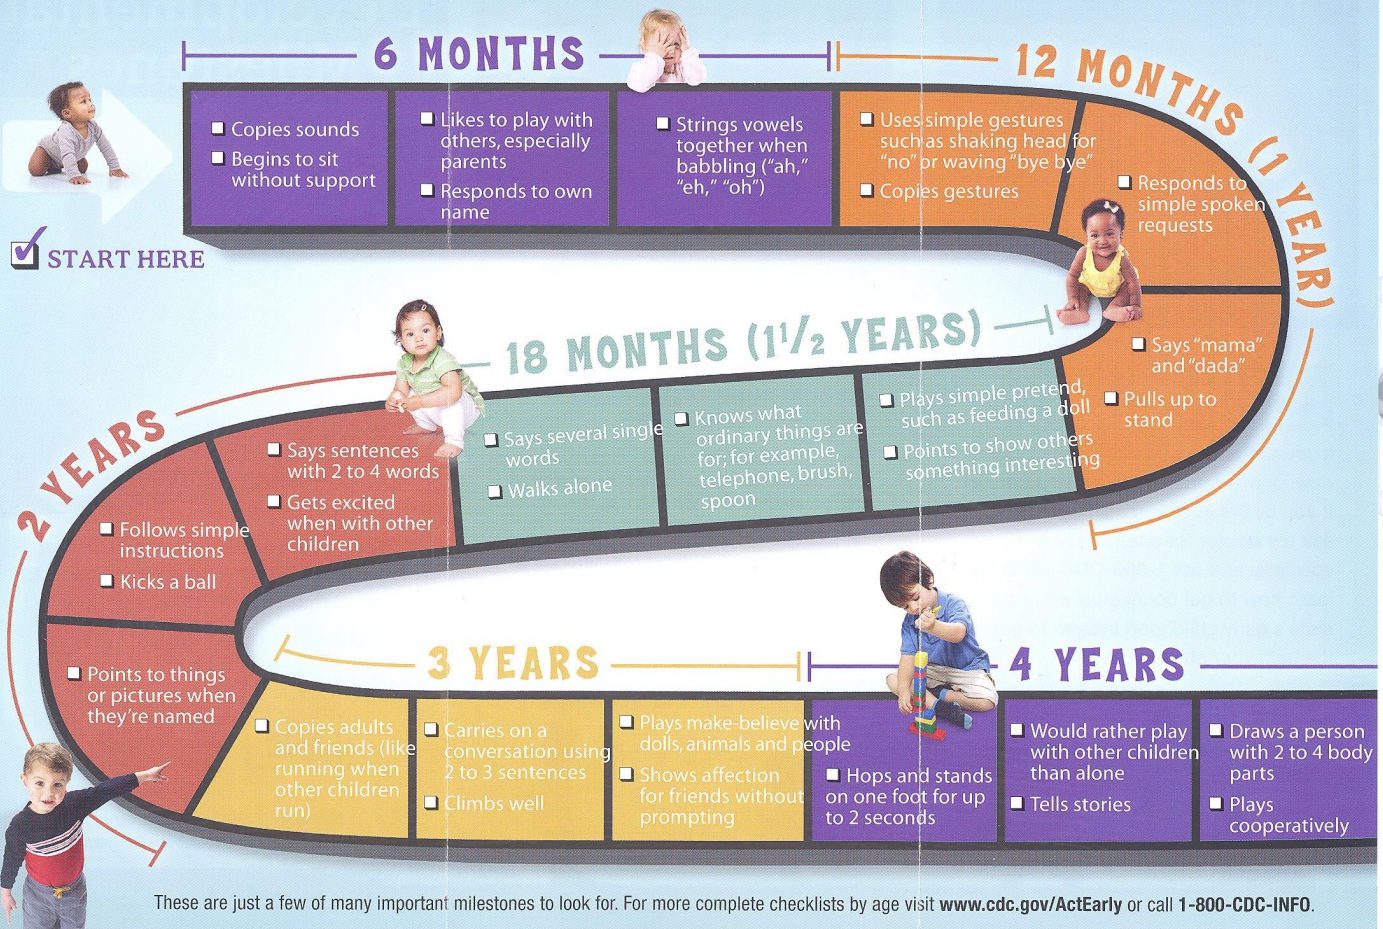 6 MONTHS
12 MONTHS (1 YEAR)
Copies sounds
Begins to sit
without support
Likes to play with
others, especially
parents
Responds to own
name
Strings vowels
together when
babbling (“ah,”
“eh,” “oh”)
Uses simple gestures
such as shaking head for
“no” or waving “bye bye”
Copies gestures
Responds to
simple spoken
requests
START HERE
Says “mama”
and “dada”
Pulls up to
stand
18 MONTHS (1 1/2 YEARS)
Plays simple pretend,
such as feeding a doll
Points to show others
something interesting
Knows what
ordinary things are
for; for example,
telephone, brush,
spoon
Says several single
words
Walks alone
2 YEARS
Says sentences
with 2 to 4 words
Gets excited
when with other
children
Follows simple
instructions
Kicks a ball
Points to things
or pictures when
they’re named
3 YEARS
Copies adults
and friends (like
running when
other children
run)
Carries on a
conversation using
2 to 3 sentences
Climbs well
Plays make-believe with
dolls, animals and people
Shows affection
for friends without
prompting
4 YEARS
Hops and stands
on one foot for up
to 2 seconds
Would rather play
with other children
than alone
Tells stories
Draws a person
with 2 to 4 body
parts
Plays
cooperatively
These are just a few of many important milestones to look for. For more complete checklists by age visit www.cdc.gov/ActEarly or call 1-800-CDC-INFO.